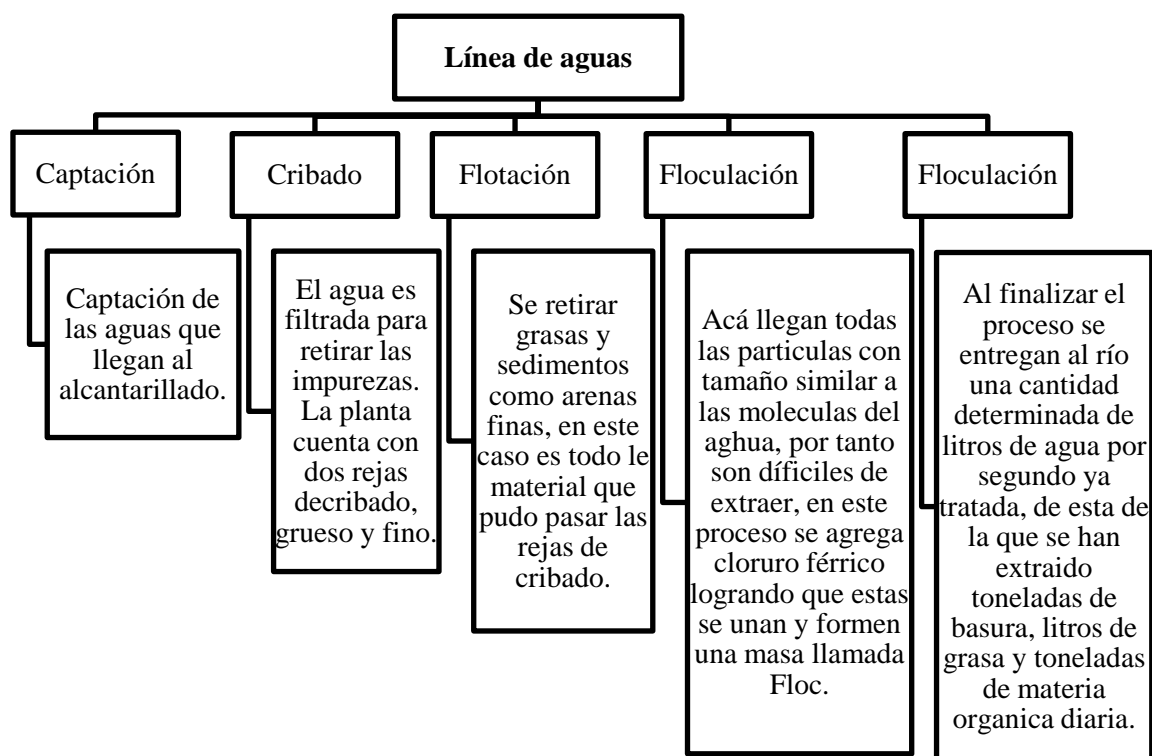 Línea de aguas
Captación
Cribado
Flotación
Floculación
Floculación
Captación de
las aguas que
llegan al
alcantarillado.
El agua es
filtrada para
retirar las
impurezas.
La planta
cuenta con
dos rejas
decribado,
grueso y fino.
Se retirar
grasas y
sedimentos
como arenas
finas, en este
caso es todo le
material que
pudo pasar las
rejas de
cribado.
Acá llegan todas
las particulas con
tamaño similar a
las moleculas del
aghua, por tanto
son díficiles de
extraer, en este
proceso se agrega
cloruro férrico
logrando que estas
se unan y formen
una masa llamada
Floc.
Al finalizar el
proceso se
entregan al río
una cantidad
determinada de
litros de agua por
segundo ya
tratada, de esta de
la que se han
extraido
toneladas de
basura, litros de
grasa y toneladas
de materia
organica diaria.